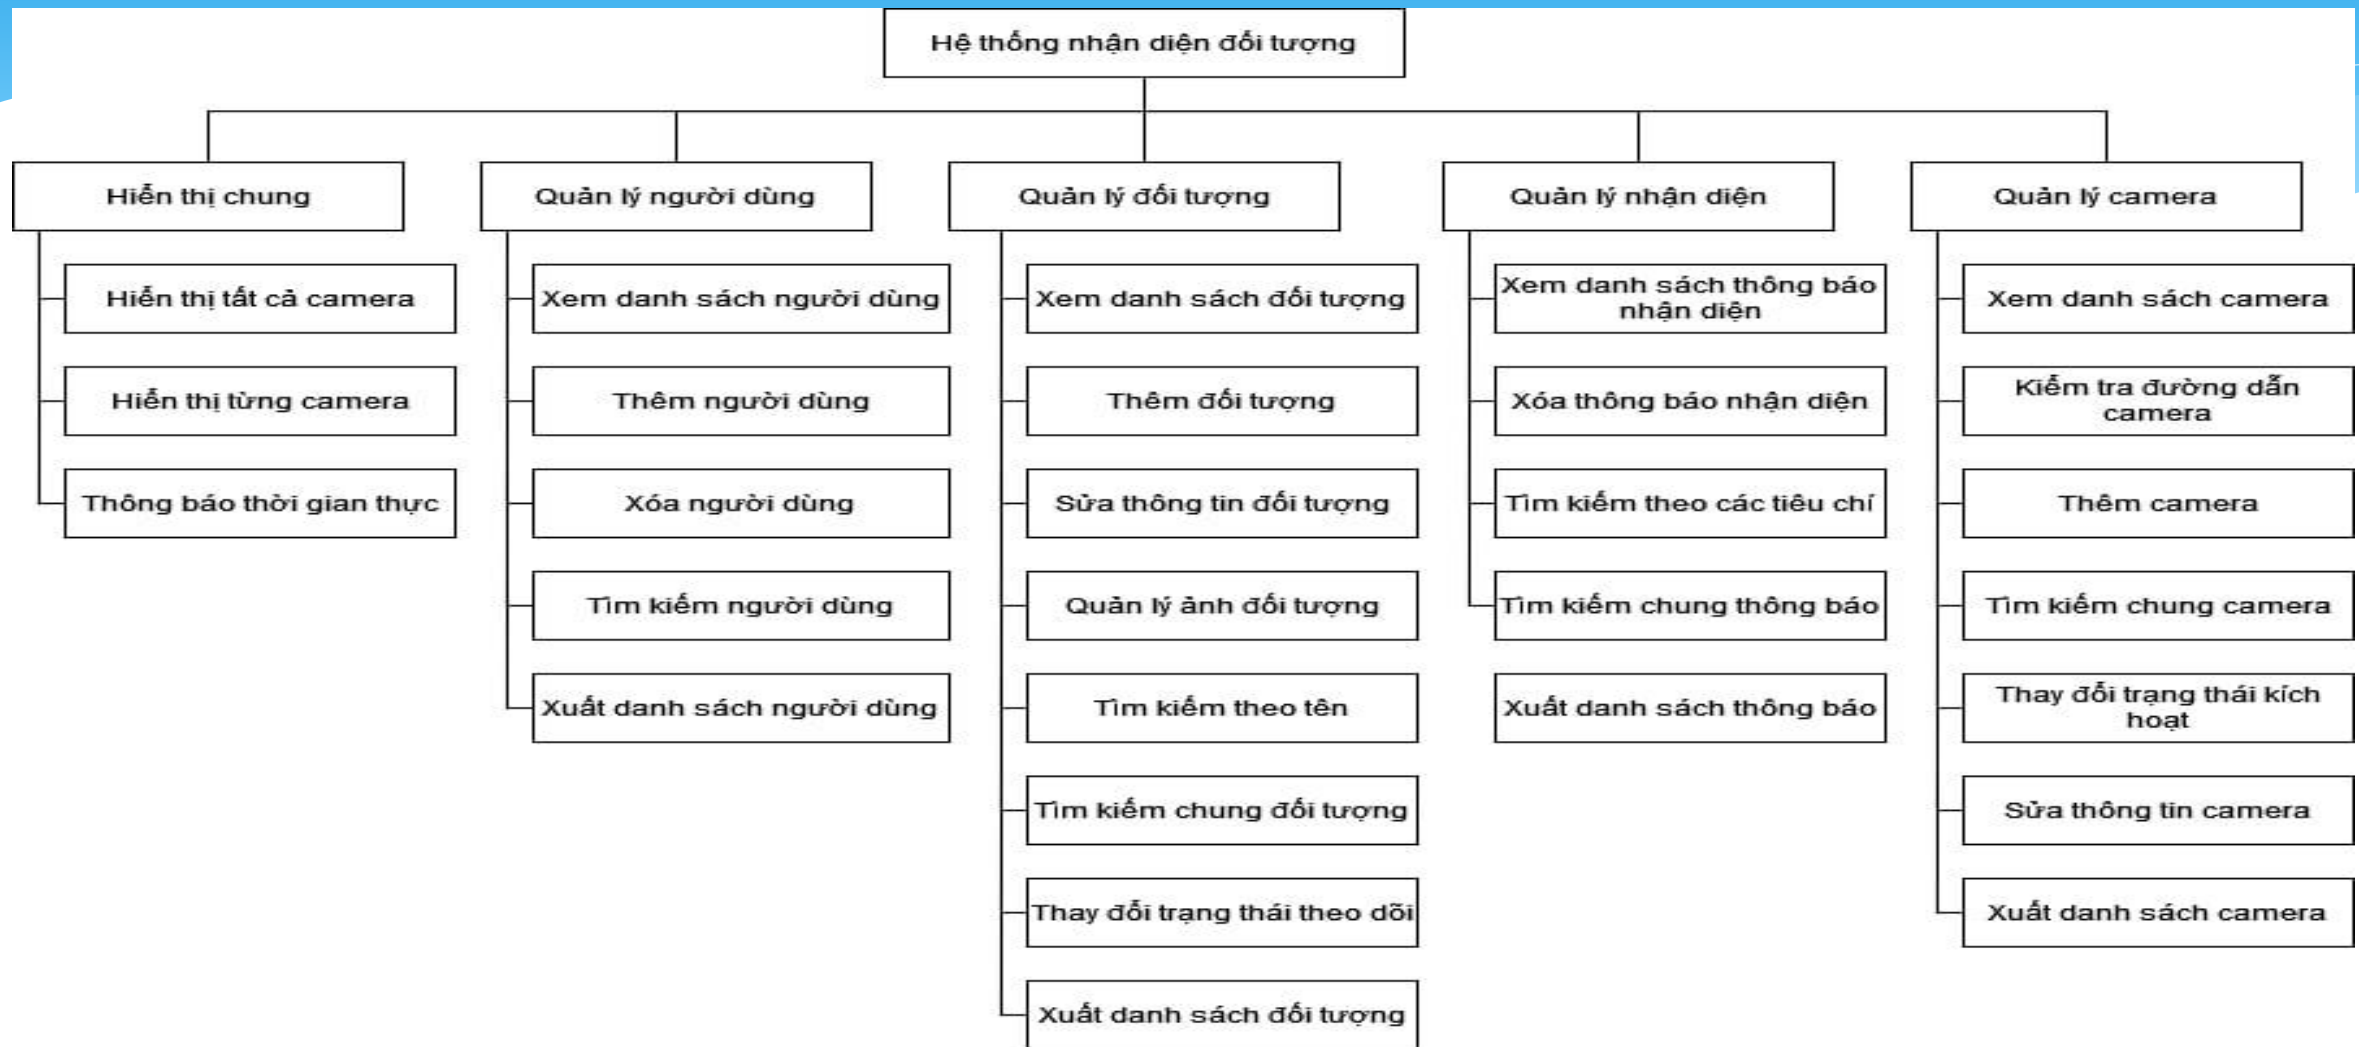 Hệ thống nhận diện đối tượng
Hiển thị chung
Quản lý người dùng
Quản lý đối tượng
Quản lý nhận diện
Quản lý camera
Hiển thị tất cả camera
Hiển thị từng camera
Thông báo thời gian thực
Xem danh sách người dùng
Thêm người dùng
Xóa người dùng
Tìm kiếm người dùng
Xuất danh sách người dùng
Xem danh sách đối tượng
Thêm đối tượng
Sửa thông tin đối tượng
Quản lý ảnh đối tượng
Tìm kiếm theo tên
Tìm kiếm chung đối tượng
Thay đổi trạng thái theo dõi
Xuất danh sách đối tượng
Xem danh sách thông báo
nhận diện
Xóa thông báo nhận diện
Tìm kiếm theo các tiêu chí
Tìm kiếm chung thông báo
Xuất danh sách thông báo
Xem danh sách camera
Kiểm tra đường dẫn
camera
Thêm camera
Tìm kiếm chung camera
Thay đổi trạng thái kích
hoạt
Sửa thông tin camera
Xuất danh sách camera